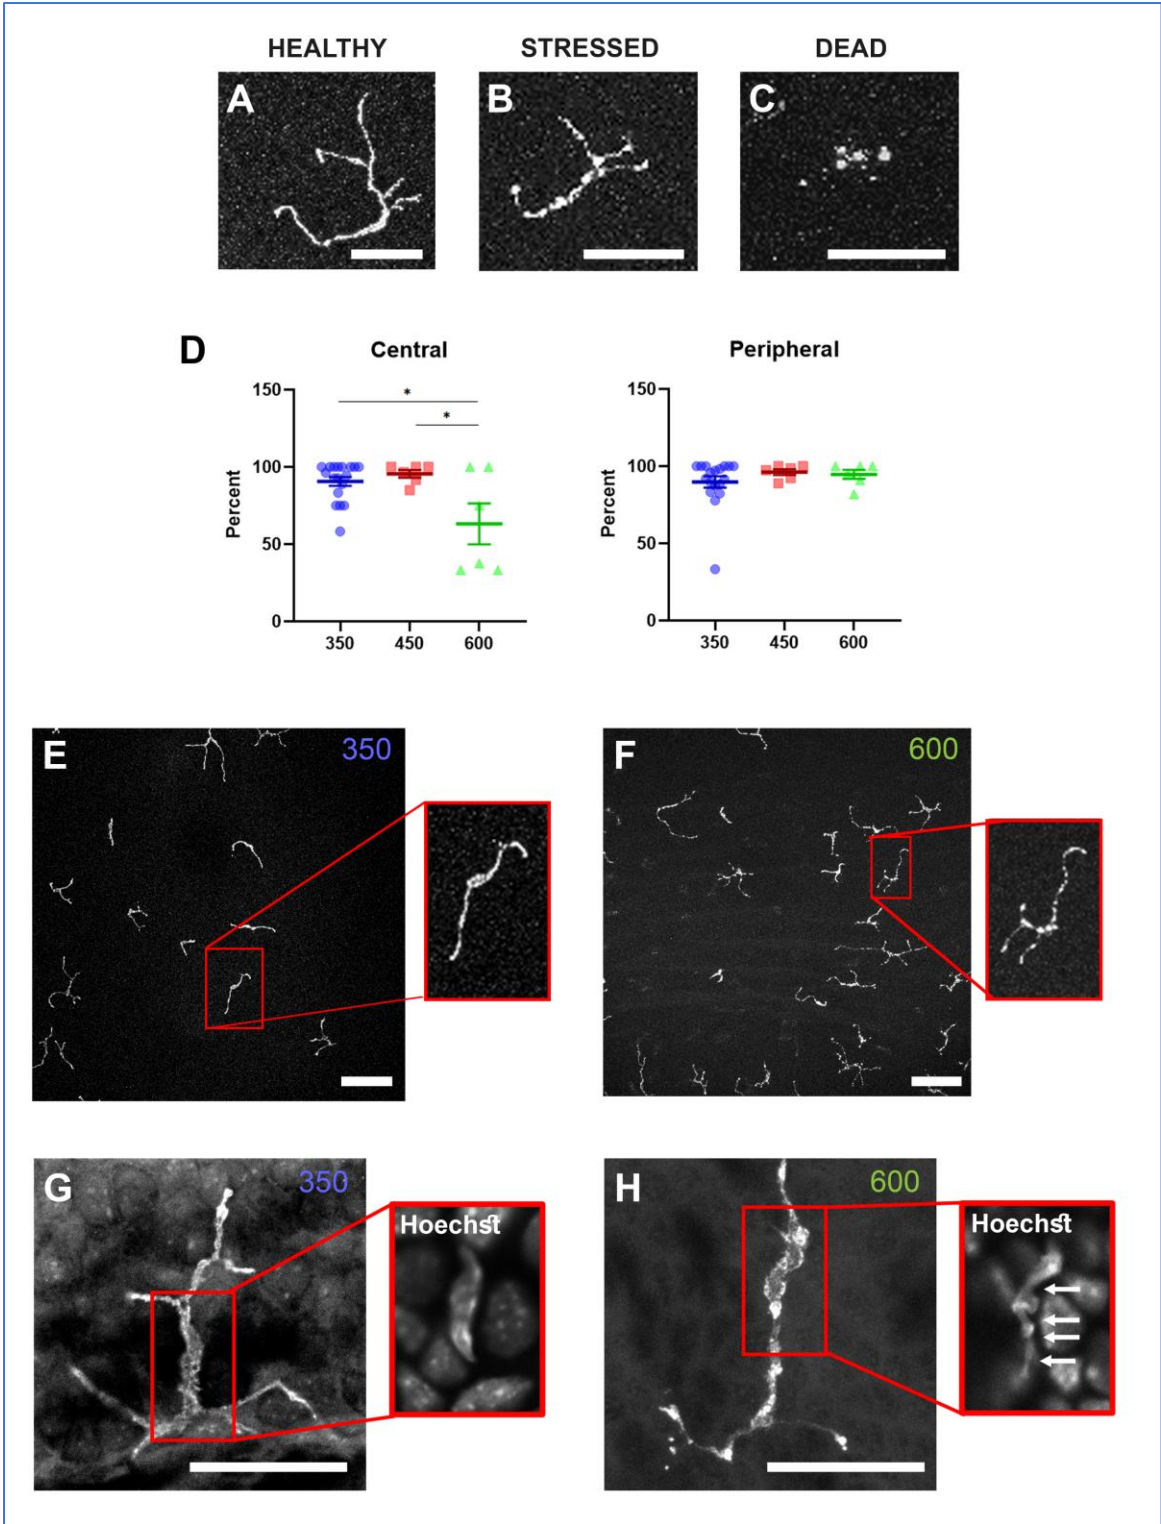 HEALTHY STRESSED DEAD
A B C
D Central Peripheral
* *
150 100 50 0
Percent
350 450 600
150 100 50 0
Percent
350 450 600
E 350
F 600
G 350
Hoechst
H 600
Hoechst